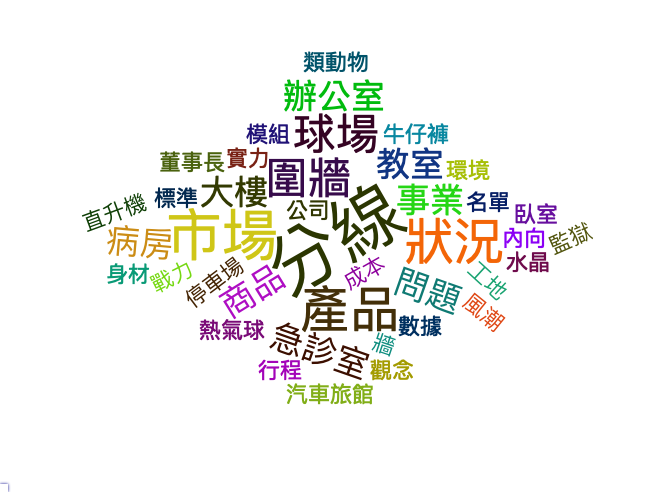 類動物
辦公室
模組
球場
牛仔褲
董事長
實力
教室
環境
圍牆
直升機
標準
大樓
公司
分線
事業
名單
臥室
病房
市場
狀況
內向
監獄
身材
戰力
停車場
商品
成本
問題
工地
水晶
產品
風潮
熱氣球
急診室
牆
數據
行程
觀念
汽車旅館